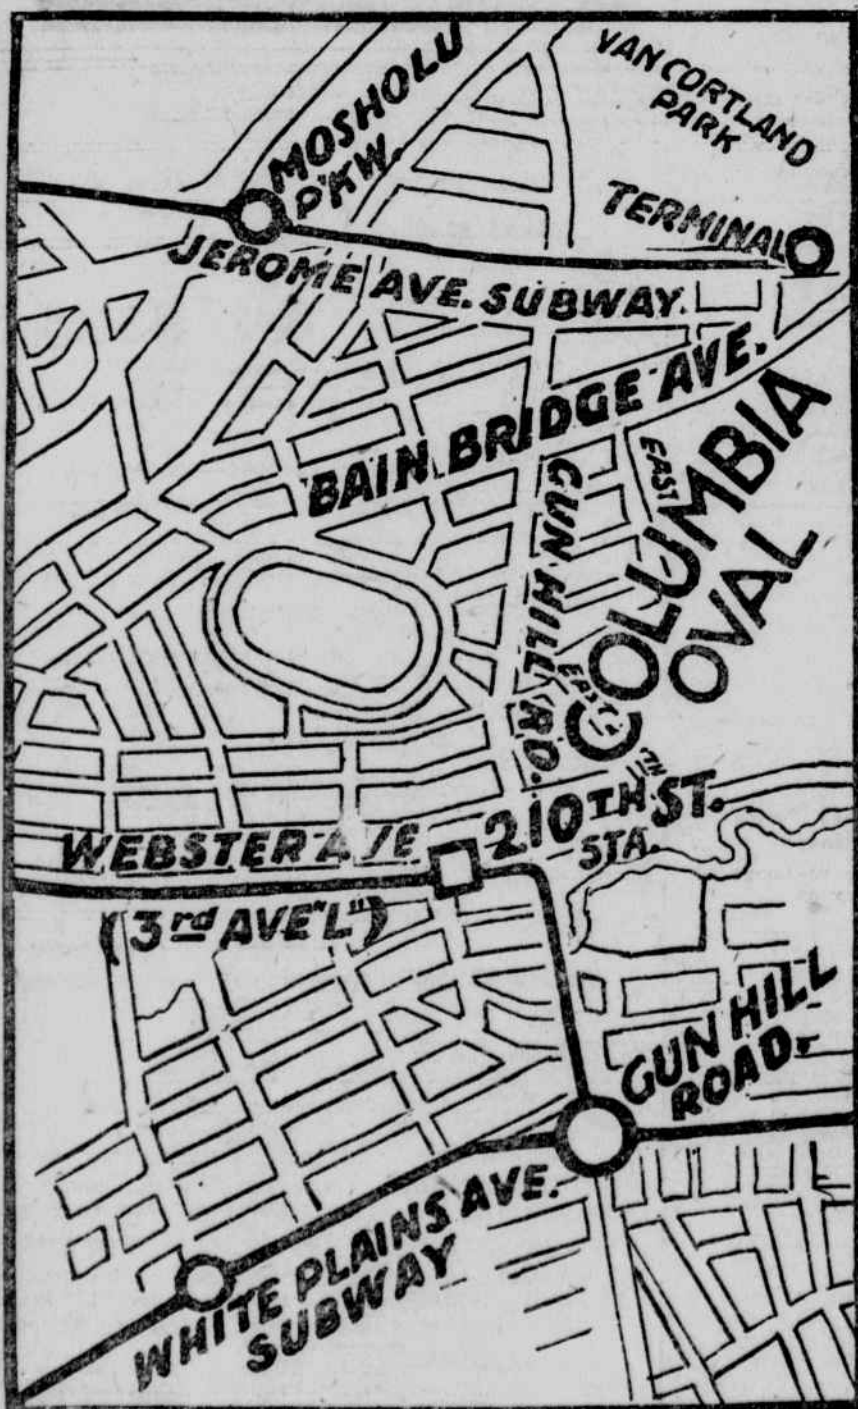 MOSHOLU
P'KW.
VAN CORTLAND
PARK
TERMINAL
JEROME AVE. SUBWAY.
BAIN BRIDGE AVE.
GUN HILL RD.
EAST
COLUMBIA
OVAL
EAST
210TH ST.
STA.
WEBSTER AVE
(3rd AVE "L")
GUN HILL
ROAD.
WHITE PLAINS AVE.
SUBWAY